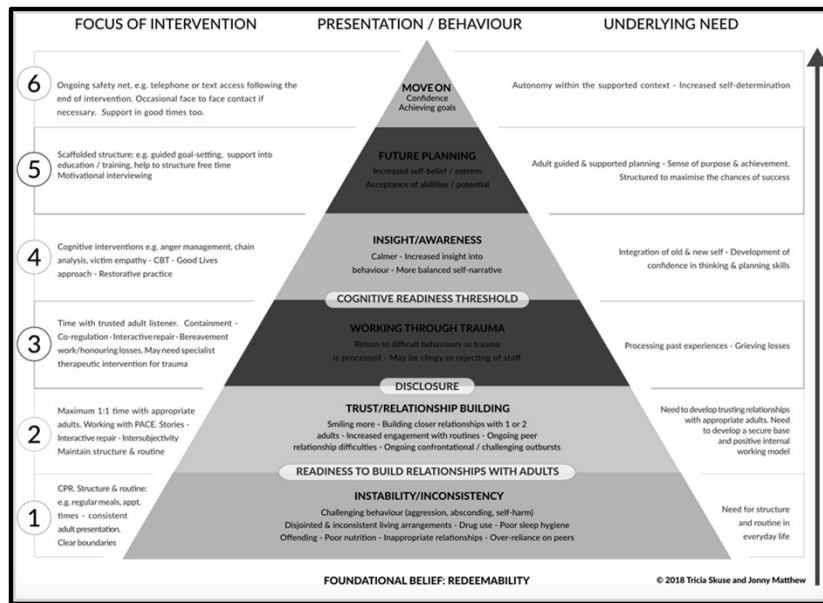 FOCUS OF INTERVENTION
PRESENTATION / BEHAVIOUR
UNDERLYING NEED
6
Ongoing safety net, e.g. telephone or text access following the
end of intervention. Occasional face to face contact if
necessary. Support in good times too.
MOVE ON
Confidence
Achieving goals
Autonomy within the supported context - Increased self-determination
5
Scaffolded structure: e.g. guided goal-setting, support into
education / training, help to structure free time
Motivational interviewing
FUTURE PLANNING
Increased self-belief / esteem
Acceptance of abilities / potential
Adult guided & supported planning - Sense of purpose & achievement.
Structured to maximise the chances of success
4
Cognitive interventions e.g. anger management, chain
analysis, victim empathy - CBT - Good Lives
approach - Restorative practice
INSIGHT/AWARENESS
Calmer - Increased insight into
behaviour - More balanced self-narrative
Integration of old & new self - Development of
confidence in thinking & planning skills
COGNITIVE READINESS THRESHOLD
3
Time with trusted adult listener. Containment -
Co-regulation - Interactive repair - Bereavement
work/honouring losses. May need specialist
therapeutic intervention for trauma
WORKING THROUGH TRAUMA
Return to difficult behaviours as trauma
is processed - May be clingy or rejecting of staff
Processing past experiences - Grieving losses
DISCLOSURE
2
Maximum 1:1 time with appropriate
adults. Working with PACE. Stories -
Interactive repair - Intersubjectivity
Maintain structure & routine
TRUST/RELATIONSHIP BUILDING
Smiling more - Building closer relationships with 1 or 2
adults - Increased engagement with routines - Ongoing peer
relationship difficulties - Ongoing confrontational / challenging outbursts
Need to develop trusting relationships
with appropriate adults. Need
to develop a secure base
and positive internal
working model
READINESS TO BUILD RELATIONSHIPS WITH ADULTS
1
CPR. Structure & routine:
e.g. regular meals, appt.
times - consistent
adult presentation.
Clear boundaries
INSTABILITY/INCONSISTENCY
Challenging behaviour (aggression, absconding, self-harm)
Disjointed & inconsistent living arrangements - Drug use - Poor sleep hygiene
Offending - Poor nutrition - Inappropriate relationships - Over-reliance on peers
Need for structure
and routine in
everyday life
FOUNDATIONAL BELIEF: REDEEMABILITY
© 2018 Tricia Skuse and Jonny Matthew